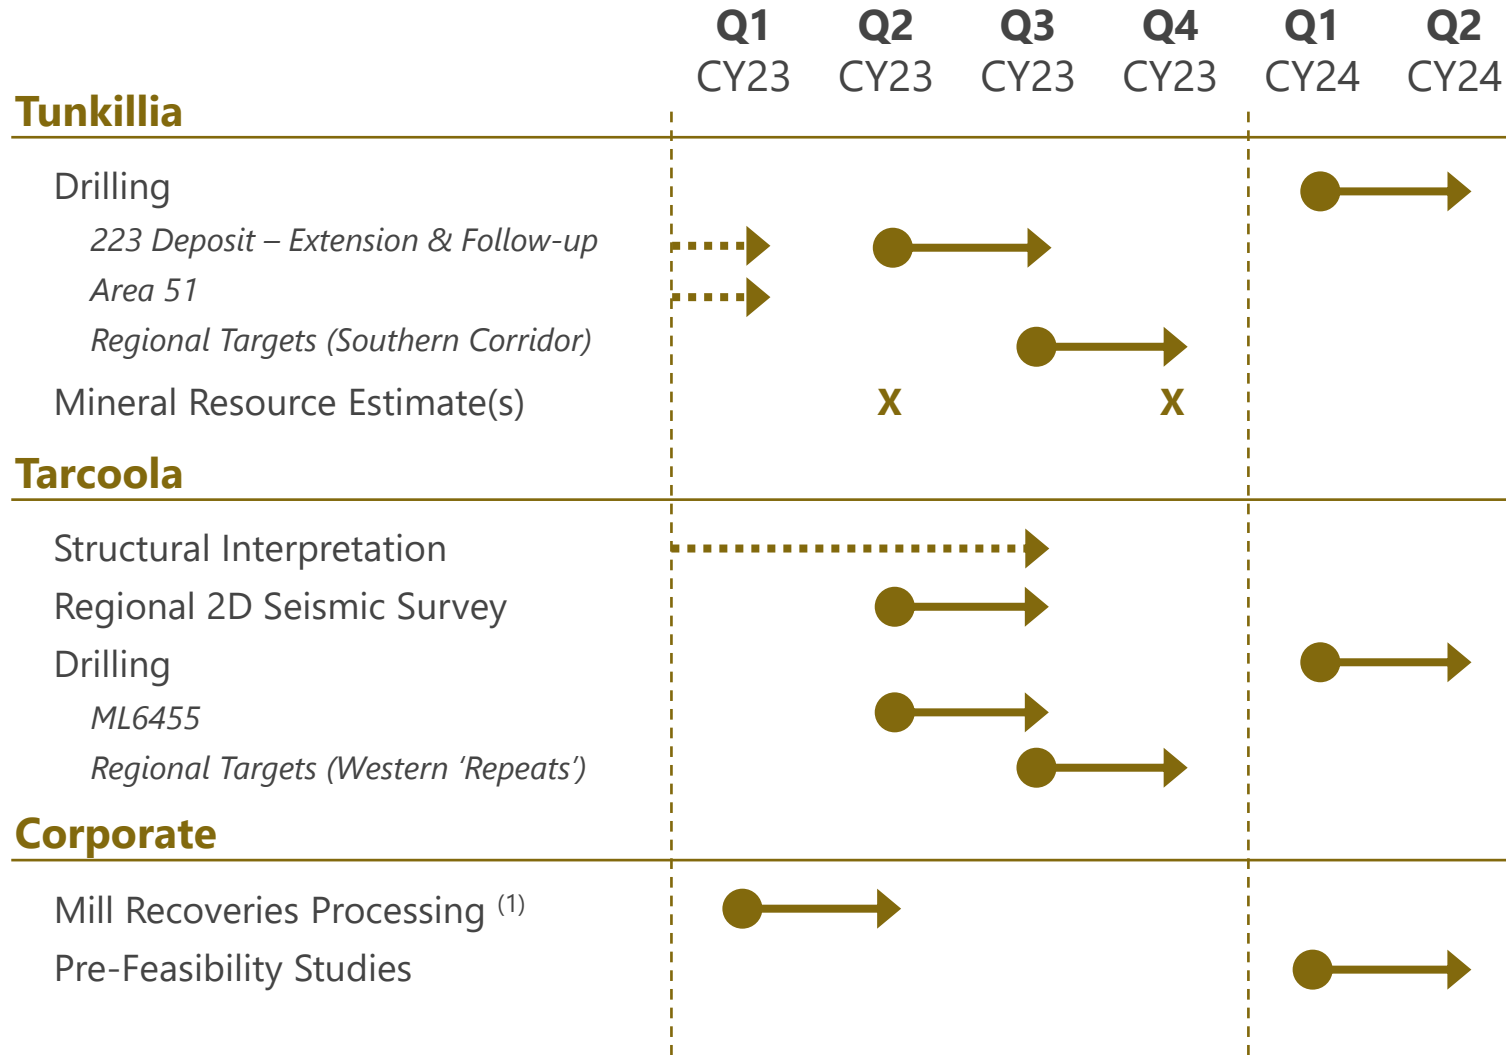 Q1 Q2 Q3 Q4 Q1 Q2
CY23 CY23 CY23 CY23 CY24 CY24
Tunkillia
Drilling
223 Deposit – Extension & Follow-up
Area 51
Regional Targets (Southern Corridor)
Mineral Resource Estimate(s) X X
Tarcoola
Structural Interpretation
Regional 2D Seismic Survey
Drilling
ML6455
Regional Targets (Western ‘Repeats’)
Corporate
Mill Recoveries Processing (1)
Pre-Feasibility Studies